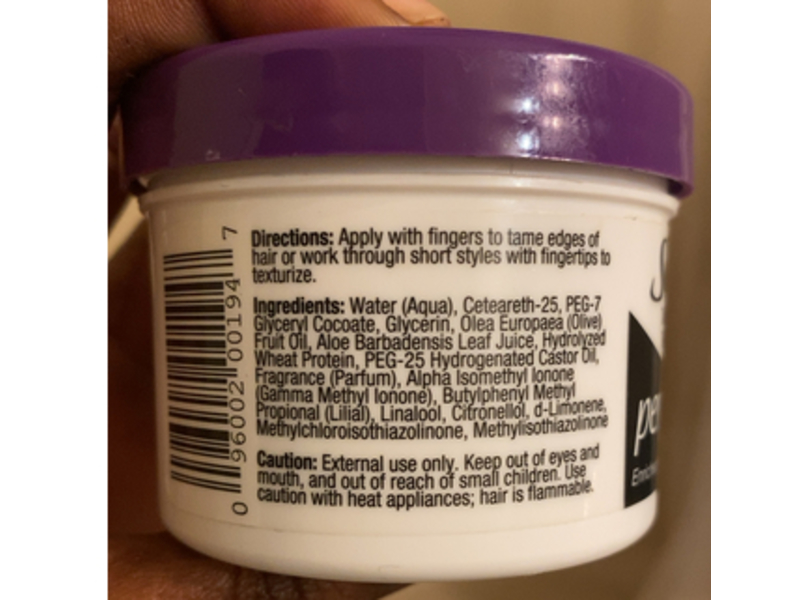 Directions: Apply with fingers to tame edges of
hair or work through short styles with fingertips to
texturize.
Ingredients: Water (Aqua), Ceteareth-25, PEG-7
Glyceryl Cocoate, Glycerin, Olea Europaea (Olive)
Fruit Oil, Aloe Barbadensis Leaf Juice, Hydrolyzed
Wheat Protein, PEG-25 Hydrogenated Castor Oil,
Fragrance (Parfum), Alpha Isomethyl Ionone
(Gamma Methyl Ionone), Butylphenyl Methyl
Propional (Lilial), Linalool, Citronellol, d-Limonene,
Methylchloroisothiazolinone, Methylisothiazolinone
Caution: External use only. Keep out of eyes and
mouth, and out of reach of small children. Use
caution with heat appliances; hair is flammable.
0 96002 00194 7